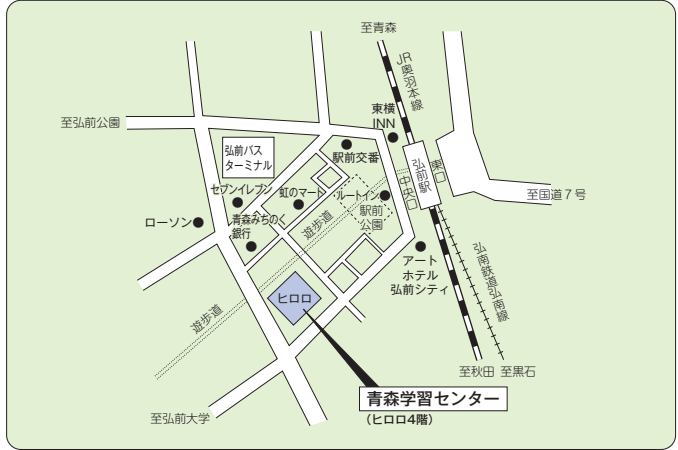 至青森
JR奥羽本線
東横
INN
至弘前公園
弘前バス
ターミナル
駅前交番
弘前駅
東口
中央口
セブンイレブン
虹のマート
ルートイン
駅前
公園
至国道7号
ローソン
青森みちのく
銀行
遊歩道
アート
ホテル
弘前シティ
弘南鉄道弘南線
ヒロロ
遊歩道
至秋田
至黒石
青森学習センター
(ヒロロ4階)
至弘前大学